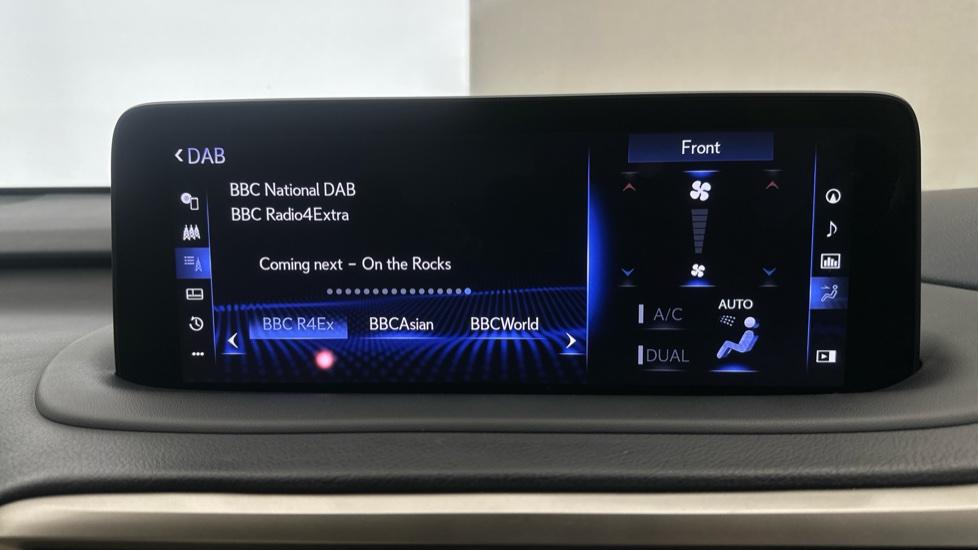 DAB
BBC National DAB
BBC Radio4Extra
Coming next – On the Rocks
BBC R4Ex
BBCAsian
BBCWorld
Front
A/C
AUTO
DUAL